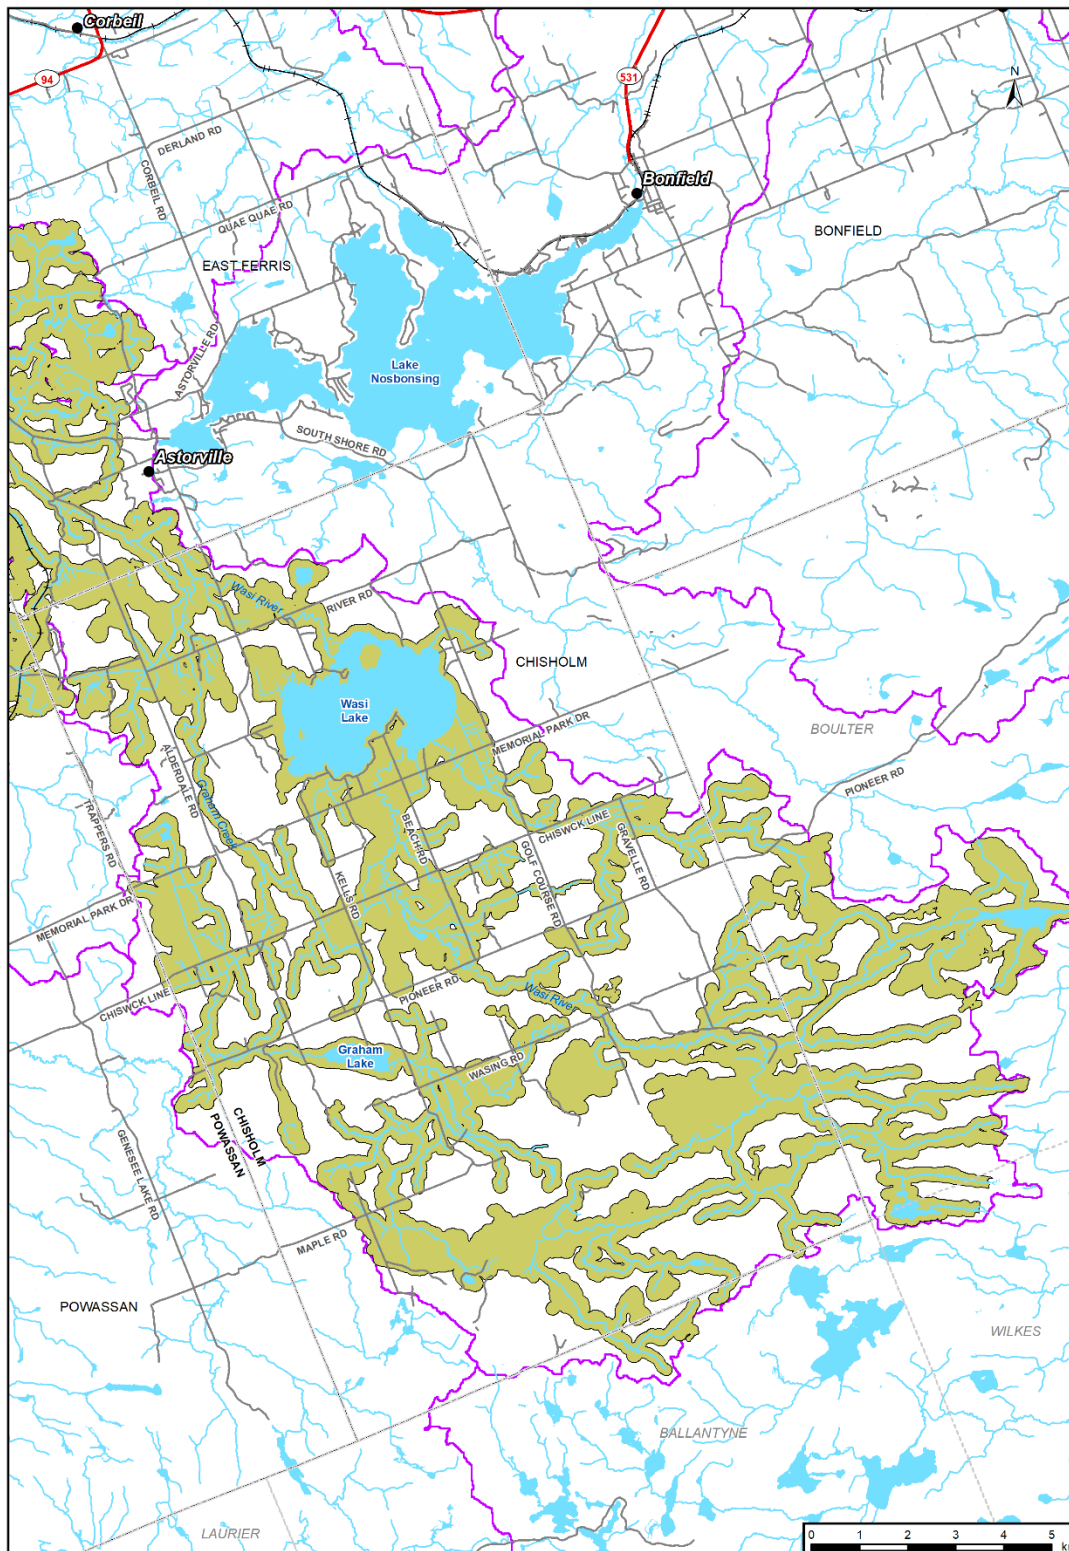 Corbeil
94
531
N
DERLAND RD
CORBEIL RD
Bonfield
QUAE QUAE RD
BONFIELD
EAST FERRIS
ASTORVILLE RD
Lake
Nosbonsing
SOUTH SHORE RD
Astorville
Wasi River
RIVER RD
CHISHOLM
Wasi
Lake
MEMORIAL PARK DR
BOULTER
ALDERDALE RD
PIONEER RD
TRAPPERS RD
Graham Creek
BEACH RD
CHISWCK LINE
GRAVELLE RD
GOLF COURSE RD
KELLS RD
MEMORIAL PARK DR
PIONEER RD
Wasi River
CHISWCK LINE
Graham
Lake
WASING RD
CHISHOLM
POWASSAN
GENESEE LAKE RD
MAPLE RD
POWASSAN
WILKES
BALLANTYNE
LAURIER
0 1 2 3 4 5